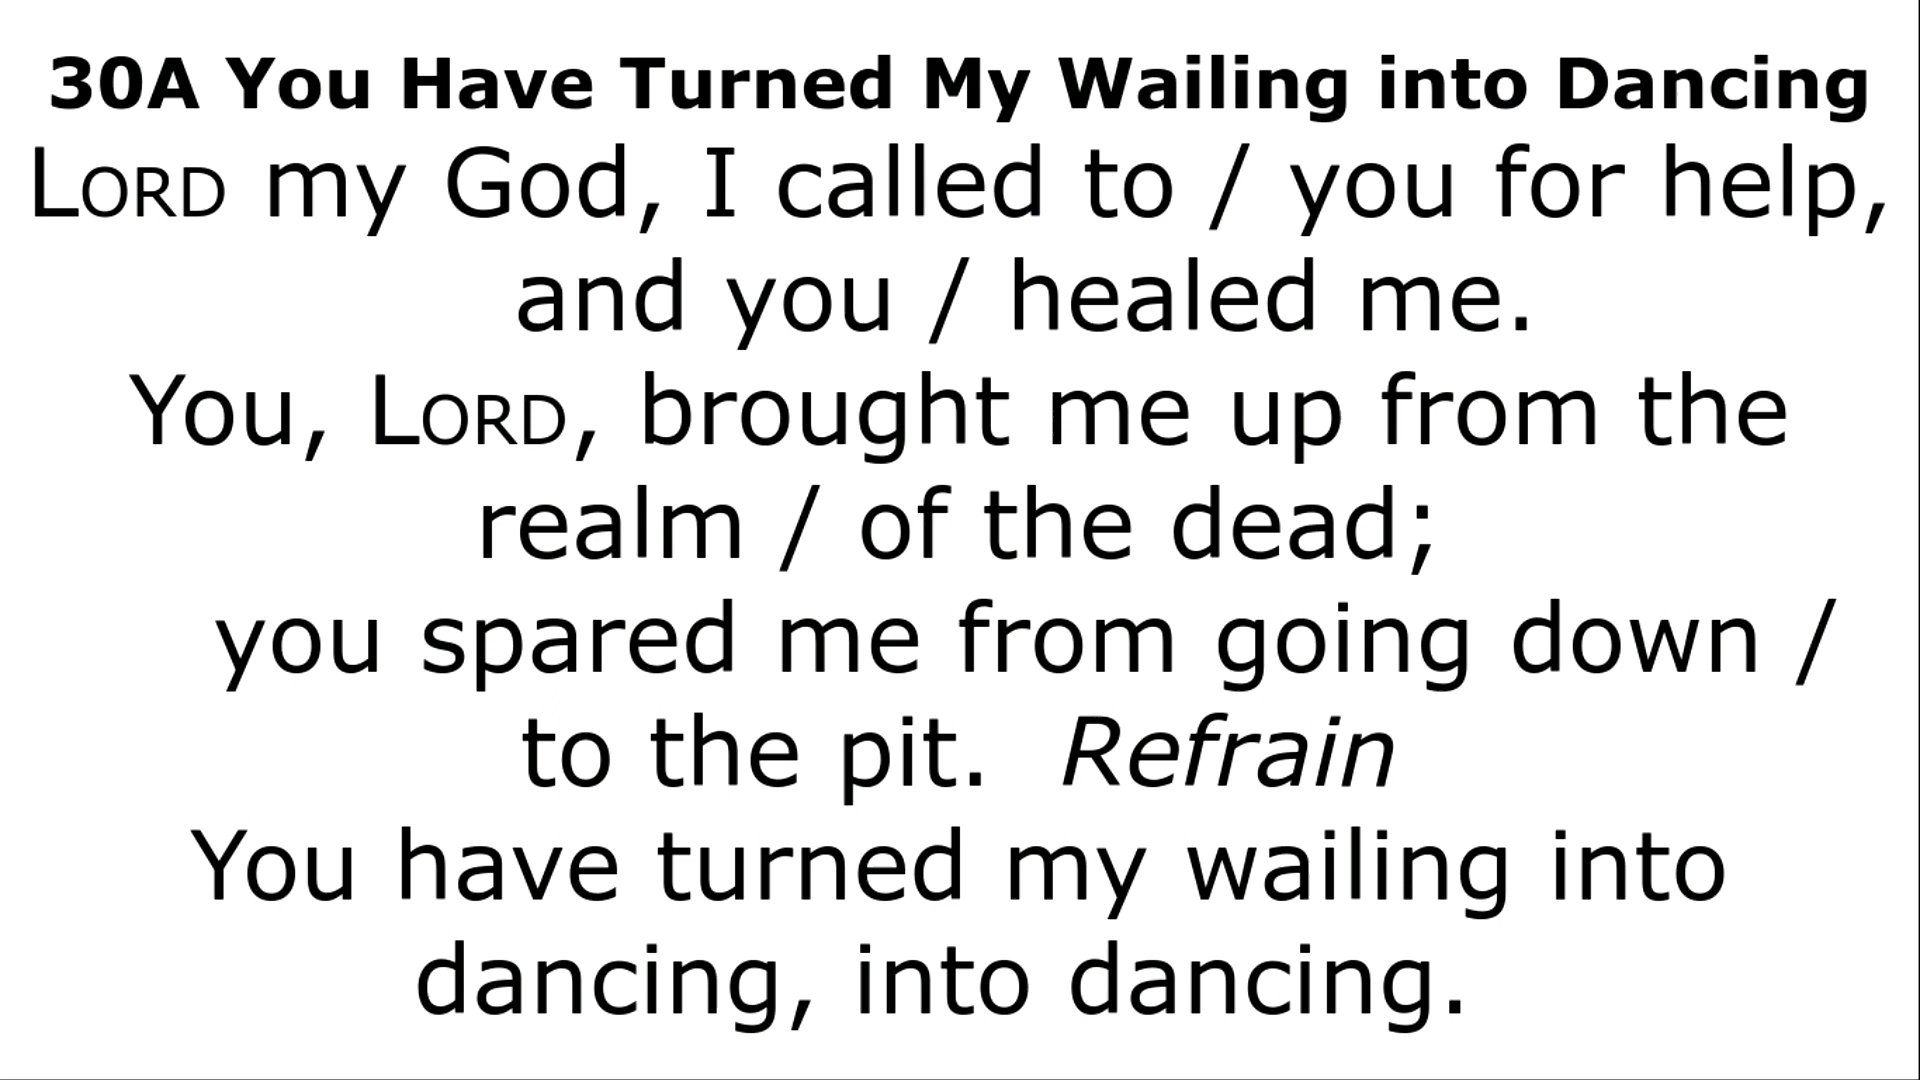 30A You Have Turned My Wailing into Dancing
LORD my God, I called to / you for help,
and you / healed me.
You, LORD, brought me up from the
realm / of the dead;
you spared me from going down /
to the pit. Refrain
You have turned my wailing into
dancing, into dancing.